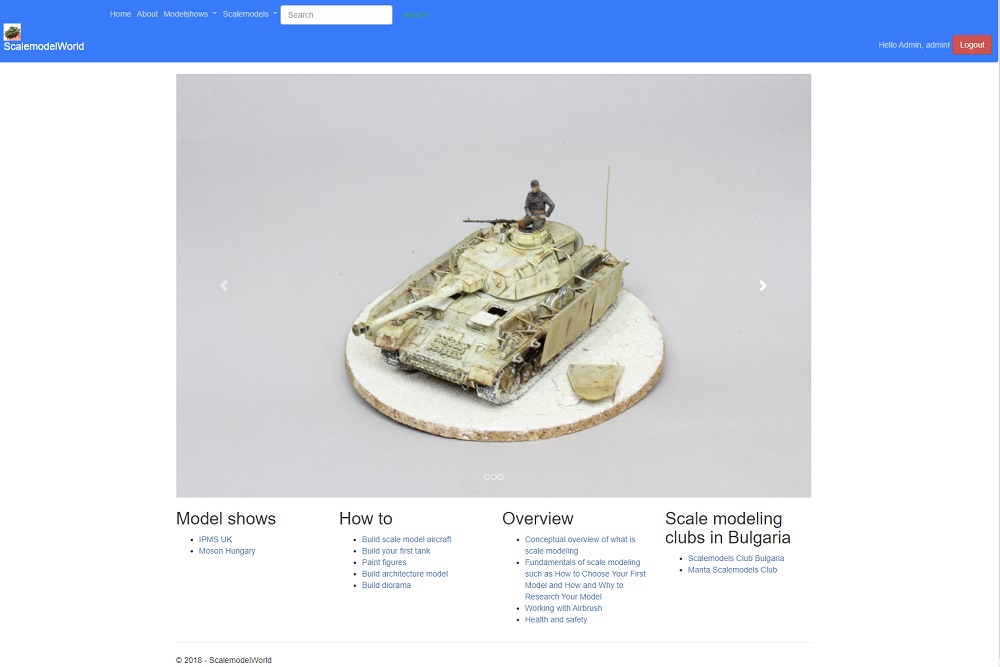 Home About Modelshows Scalemodels Search Search
ScalemodelWorld
Hello Admin, admin! Logout
Model shows
IPMS UK
Moson Hungary
How to
Build scale model aircraft
Build your first tank
Paint figures
Build architecture model
Build diorama
Overview
Conceptual overview of what is
scale modeling
Fundamentals of scale modeling
such as How to Choose Your First
Model and How and Why to
Research Your Model
Working with Airbrush
Health and safety
Scale modeling
clubs in Bulgaria
Scalemodels Club Bulgaria
Manta Scalemodels Club
© 2018 - ScalemodelWorld